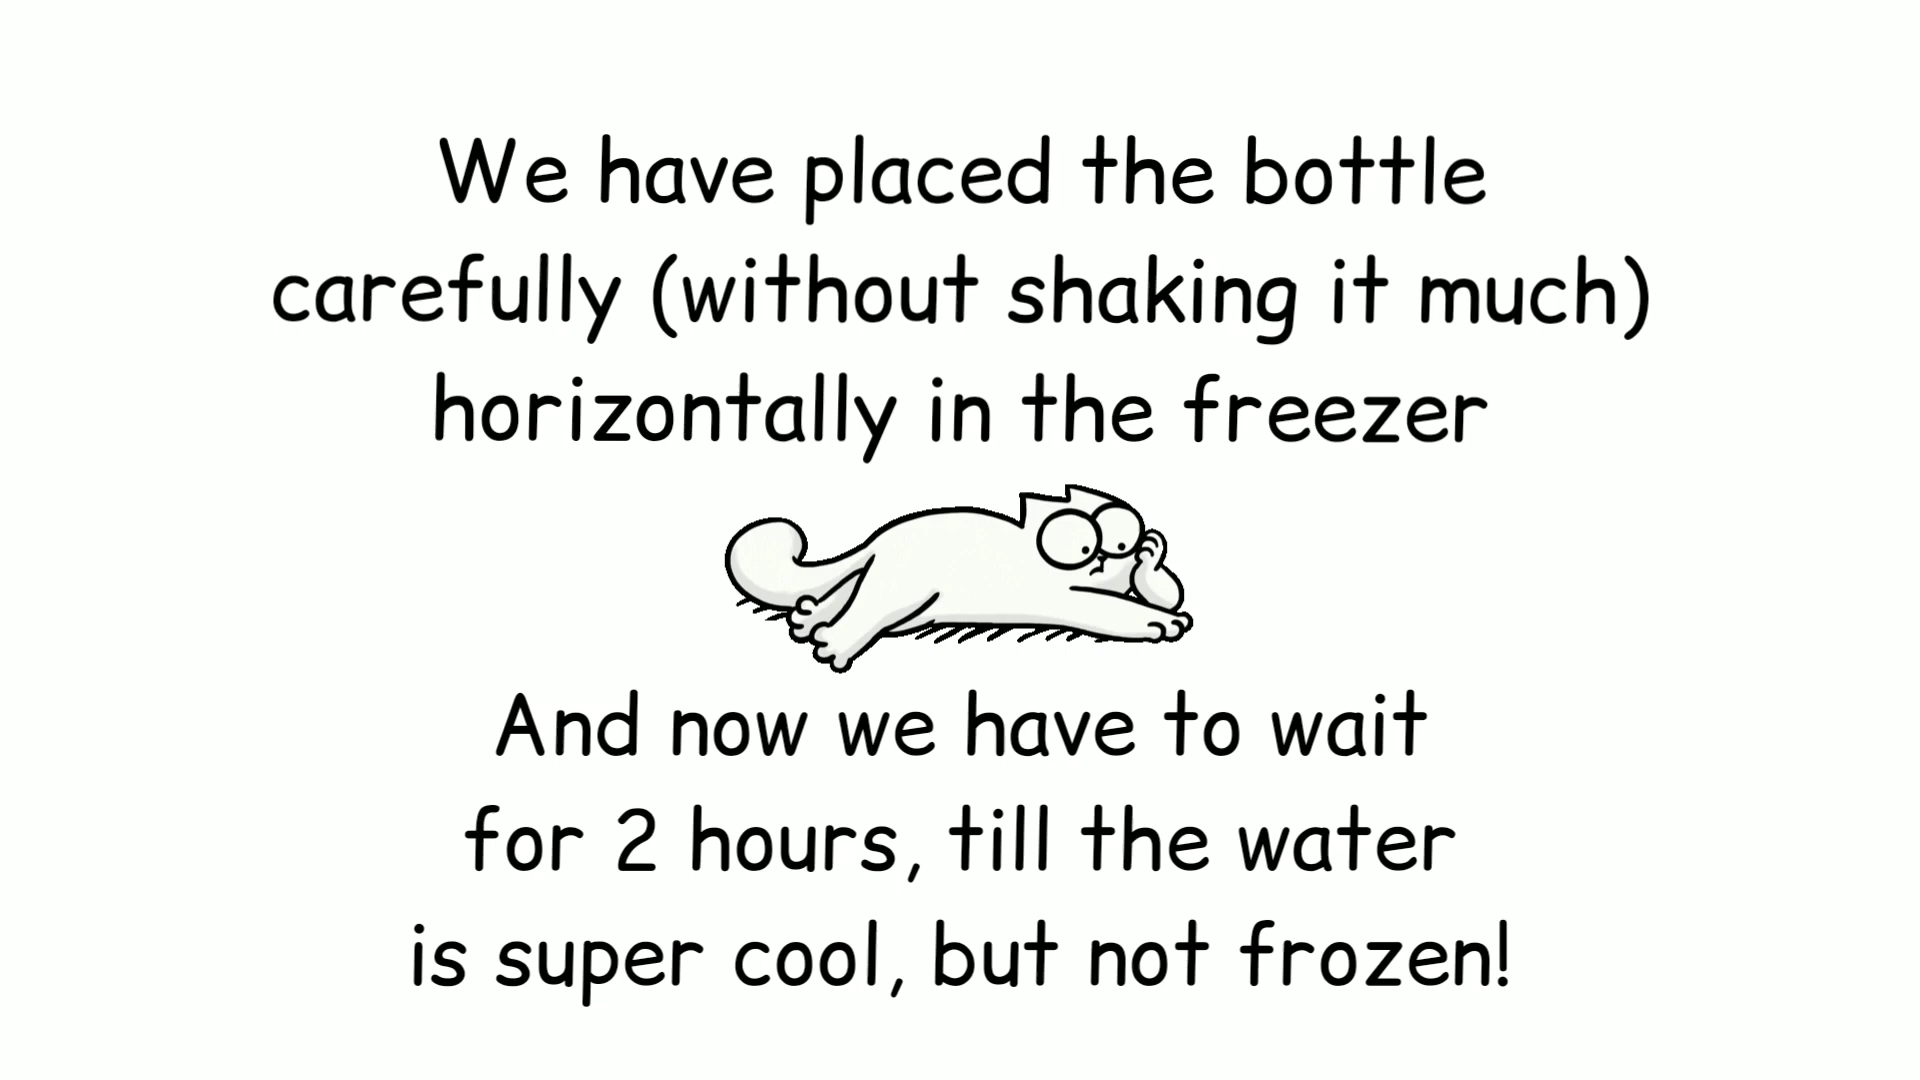 We have placed the bottle
carefully (without shaking it much)
horizontally in the freezer
And now we have to wait
for 2 hours, till the water
is super cool, but not frozen!